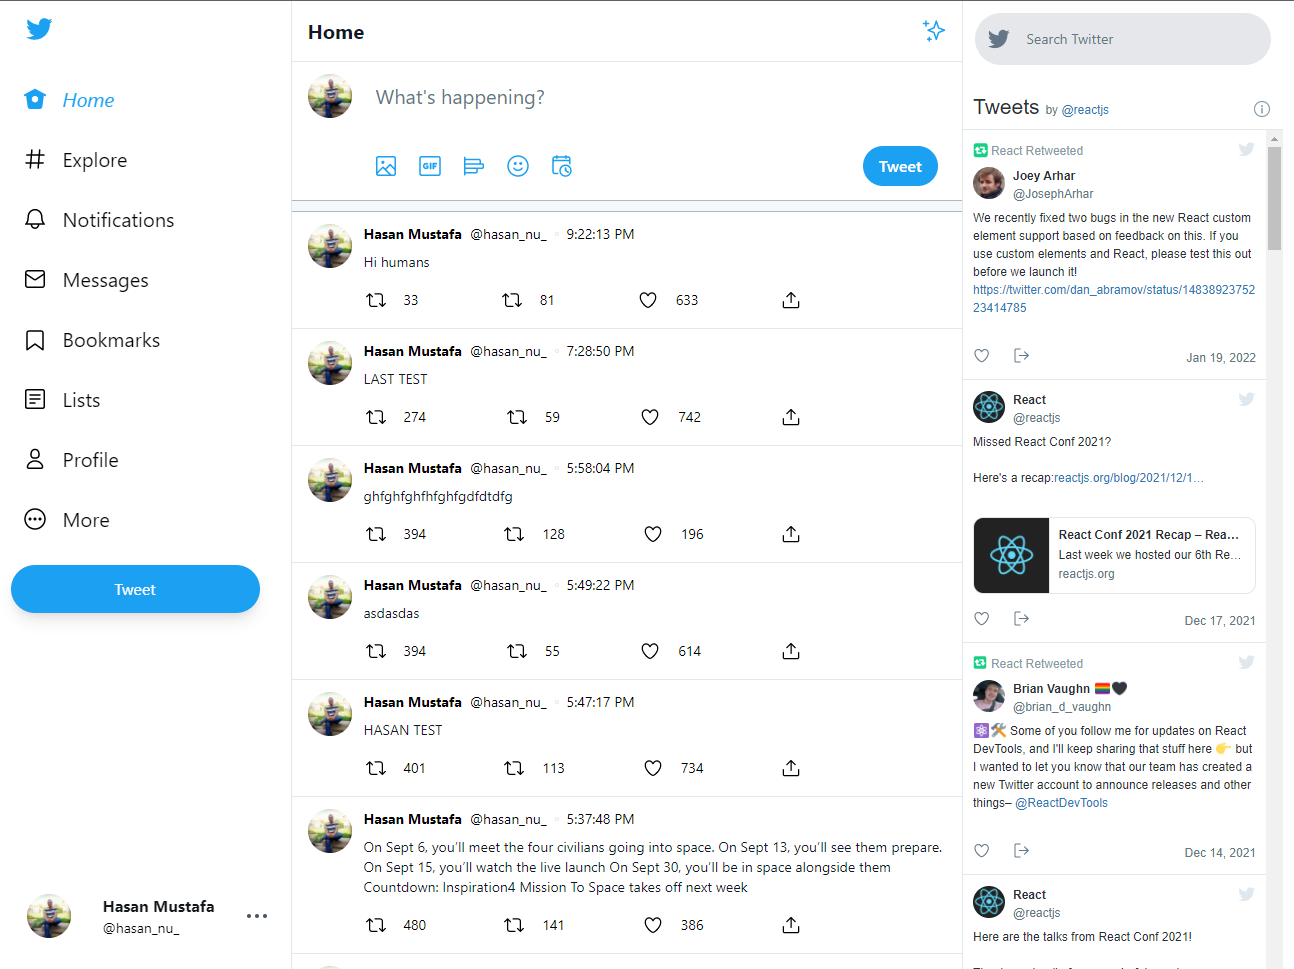 Home
Explore
Notifications
Messages
Bookmarks
Lists
Profile
More
Tweet
Hasan Mustafa
@hasan_nu_
Home
What's happening?
GIF
Tweet
Hasan Mustafa @hasan_nu_ 9:22:13 PM
Hi humans
33 81 633
Hasan Mustafa @hasan_nu_ 7:28:50 PM
LAST TEST
274 59 742
Hasan Mustafa @hasan_nu_ 5:58:04 PM
ghfghfghfhfghfgdfdtdfg
394 128 196
Hasan Mustafa @hasan_nu_ 5:49:22 PM
asdasdas
394 55 614
Hasan Mustafa @hasan_nu_ 5:47:17 PM
HASAN TEST
401 113 734
Hasan Mustafa @hasan_nu_ 5:37:48 PM
On Sept 6, you'll meet the four civilians going into space. On Sept 13, you'll see them prepare.
On Sept 15, you'll watch the live launch On Sept 30, you'll be in space alongside them
Countdown: Inspiration4 Mission To Space takes off next week
480 141 386
Search Twitter
Tweets by @reactjs
React Retweeted
Joey Arhar
@JosephArhar
We recently fixed two bugs in the new React custom
element support based on feedback on this. If you
use custom elements and React, please test this out
before we launch it!
https://twitter.com/dan_abramov/status/14838923752
23414785
Jan 19, 2022
React
@reactjs
Missed React Conf 2021?
Here's a recap:reactjs.org/blog/2021/12/1…
React Conf 2021 Recap – Rea…
Last week we hosted our 6th Re…
reactjs.org
Dec 17, 2021
React Retweeted
Brian Vaughn 🏳️‍🌈🖤
@brian_d_vaughn
⚛️🛠️ Some of you follow me for updates on React
DevTools, and I'll keep sharing that stuff here 👉 but
I wanted to let you know that our team has created a
new Twitter account to announce releases and other
things– @ReactDevTools
Dec 14, 2021
React
@reactjs
Here are the talks from React Conf 2021!